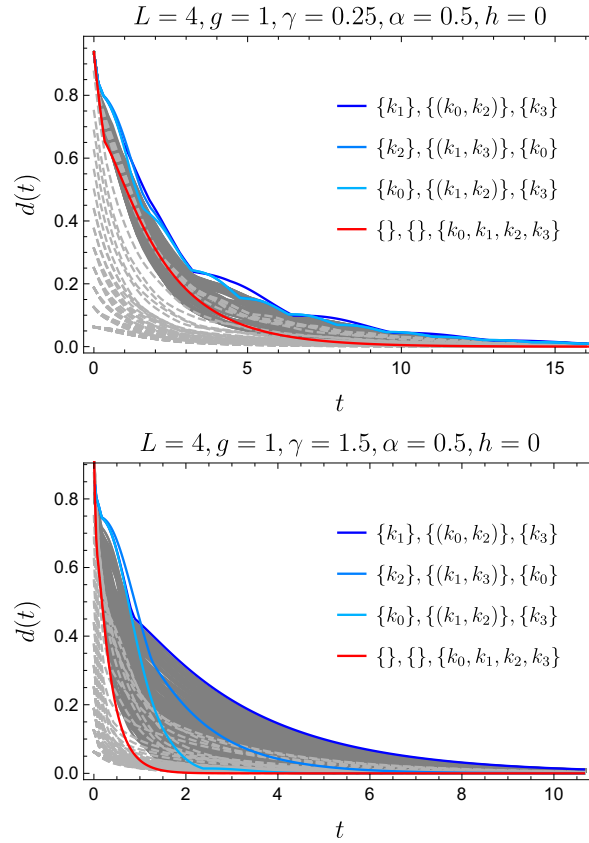 L = 4, g = 1, γ = 0.25, α = 0.5, h = 0
d(t)
0.8
0.6
0.4
0.2
0.0
{k₁}, {(k₀, k₂)}, {k₃}
{k₂}, {(k₁, k₃)}, {k₀}
{k₀}, {(k₁, k₂)}, {k₃}
{}, {}, {k₀, k₁, k₂, k₃}
0 5 10 15
t
L = 4, g = 1, γ = 1.5, α = 0.5, h = 0
d(t)
0.8
0.6
0.4
0.2
0.0
{k₁}, {(k₀, k₂)}, {k₃}
{k₂}, {(k₁, k₃)}, {k₀}
{k₀}, {(k₁, k₂)}, {k₃}
{}, {}, {k₀, k₁, k₂, k₃}
0 2 4 6 8 10
t